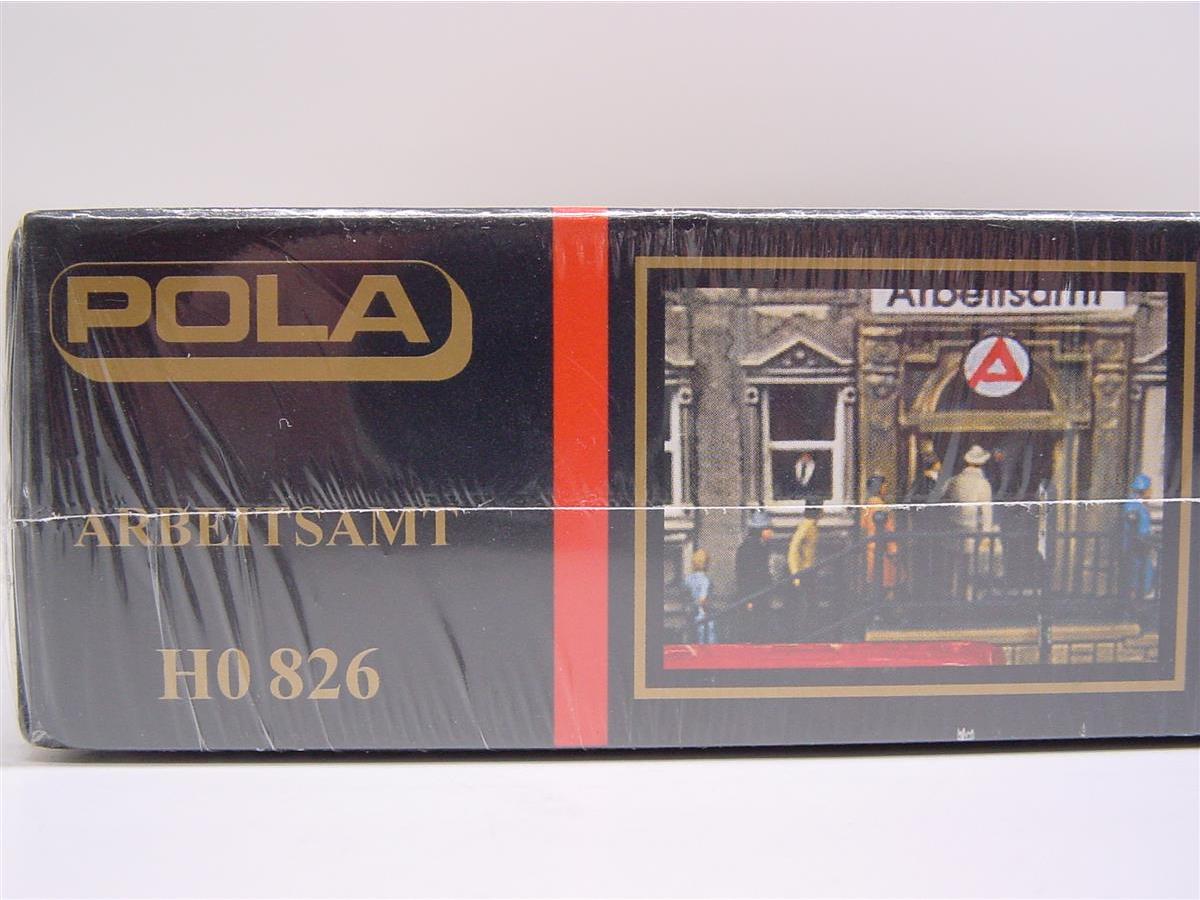 POLA
ARBEITSAMT
H0 826
Arbeitsamt